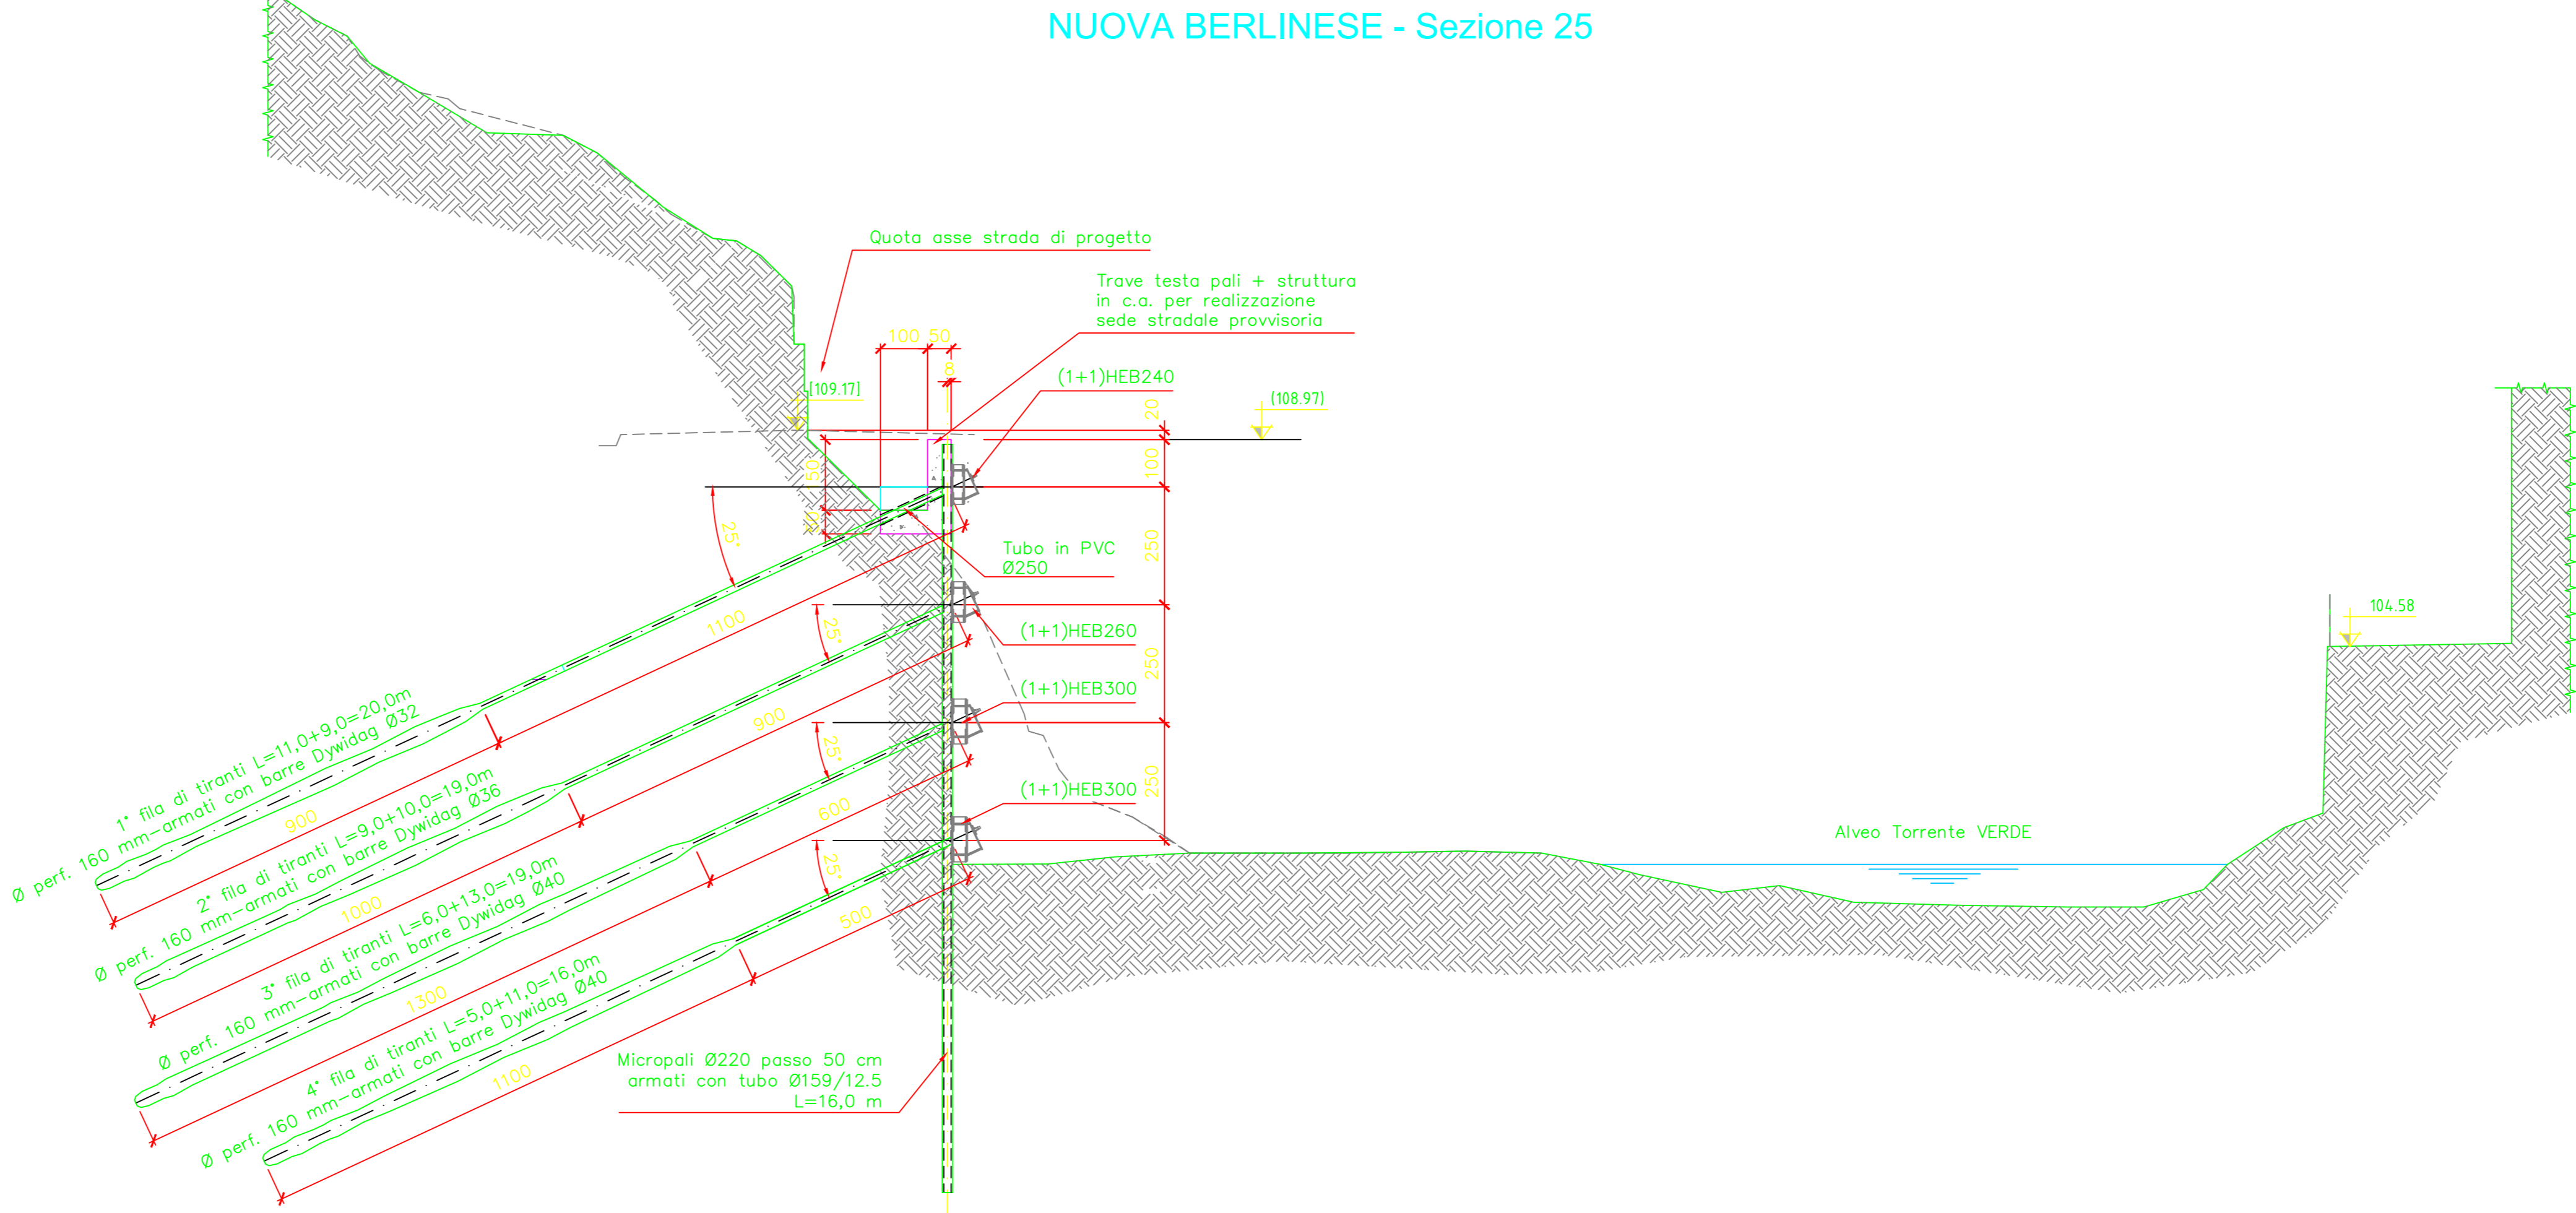 NUOVA BERLINESE - Sezione 25
Quota asse strada di progetto
Trave testa pali + struttura
in c.a. per realizzazione
sede stradale provvisoria
100
50
8
(1+1)HEB240
[109.17]
(108.97)
20
100
150
50
25°
250
Tubo in PVC
Ø250
104.58
1100
25°
(1+1)HEB260
250
(1+1)HEB300
900
25°
250
(1+1)HEB300
600
25°
Alveo Torrente VERDE
500
1° fila di tiranti L=11,0+9,0=20,0m
Ø perf. 160 mm-armati con barre Dywidag Ø32
900
2° fila di tiranti L=9,0+10,0=19,0m
Ø perf. 160 mm-armati con barre Dywidag Ø36
1000
3° fila di tiranti L=6,0+13,0=19,0m
Ø perf. 160 mm-armati con barre Dywidag Ø40
1300
4° fila di tiranti L=5,0+11,0=16,0m
Ø perf. 160 mm-armati con barre Dywidag Ø40
1100
Micropali Ø220 passo 50 cm
armati con tubo Ø159/12.5
L=16,0 m